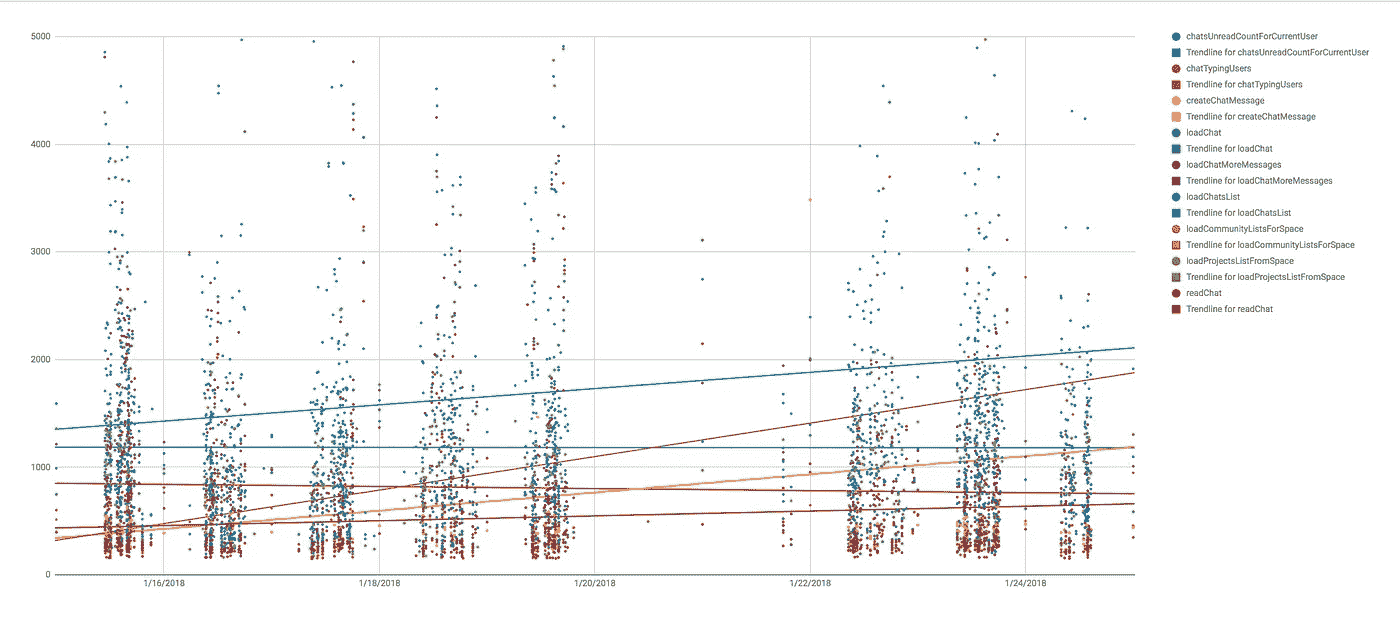 5000
4000
3000
2000
1000
0
1/16/2018
1/18/2018
1/20/2018
1/22/2018
1/24/2018
chatsUnreadCountForCurrentUser
Trendline for chatsUnreadCountForCurrentUser
chatTypingUsers
Trendline for chatTypingUsers
createChatMessage
Trendline for createChatMessage
loadChat
Trendline for loadChat
loadChatMoreMessages
Trendline for loadChatMoreMessages
loadChatsList
Trendline for loadChatsList
loadCommunityListsForSpace
Trendline for loadCommunityListsForSpace
loadProjectsListFromSpace
Trendline for loadProjectsListFromSpace
readChat
Trendline for readChat